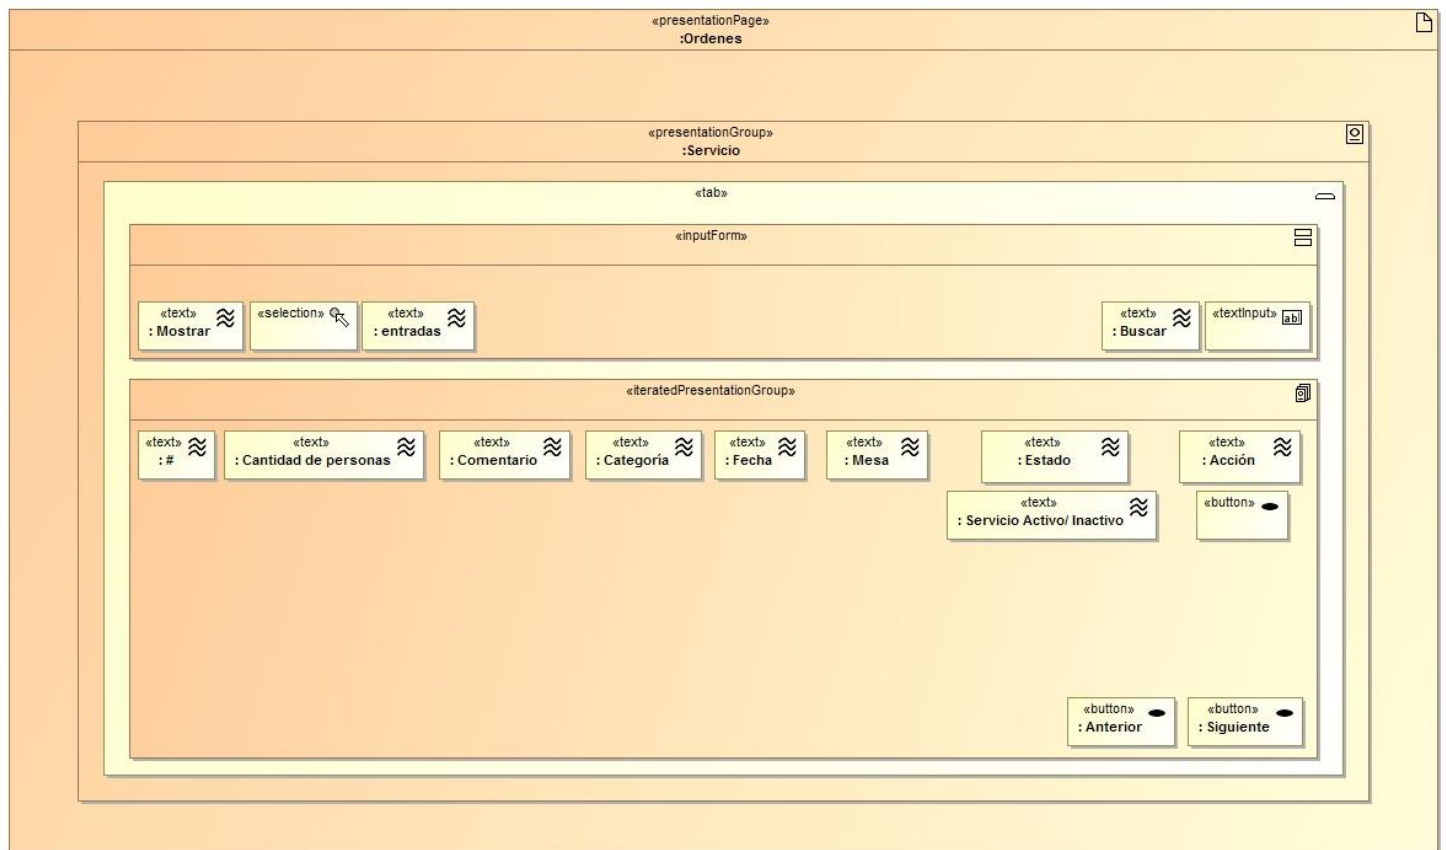 «presentationPage»
:Ordenes
«presentationGroup»
:Servicio
«tab»
«inputForm»
«text»
: Mostrar
«selection»
«text»
: entradas
«text»
: Buscar
«textInput»
ab
«iteratedPresentationGroup»
«text»
: #
«text»
: Cantidad de personas
«text»
: Comentario
«text»
: Categoría
«text»
: Fecha
«text»
: Mesa
«text»
: Estado
«text»
: Acción
«text»
: Servicio Activo/ Inactivo
«button»
«button»
: Anterior
«button»
: Siguiente